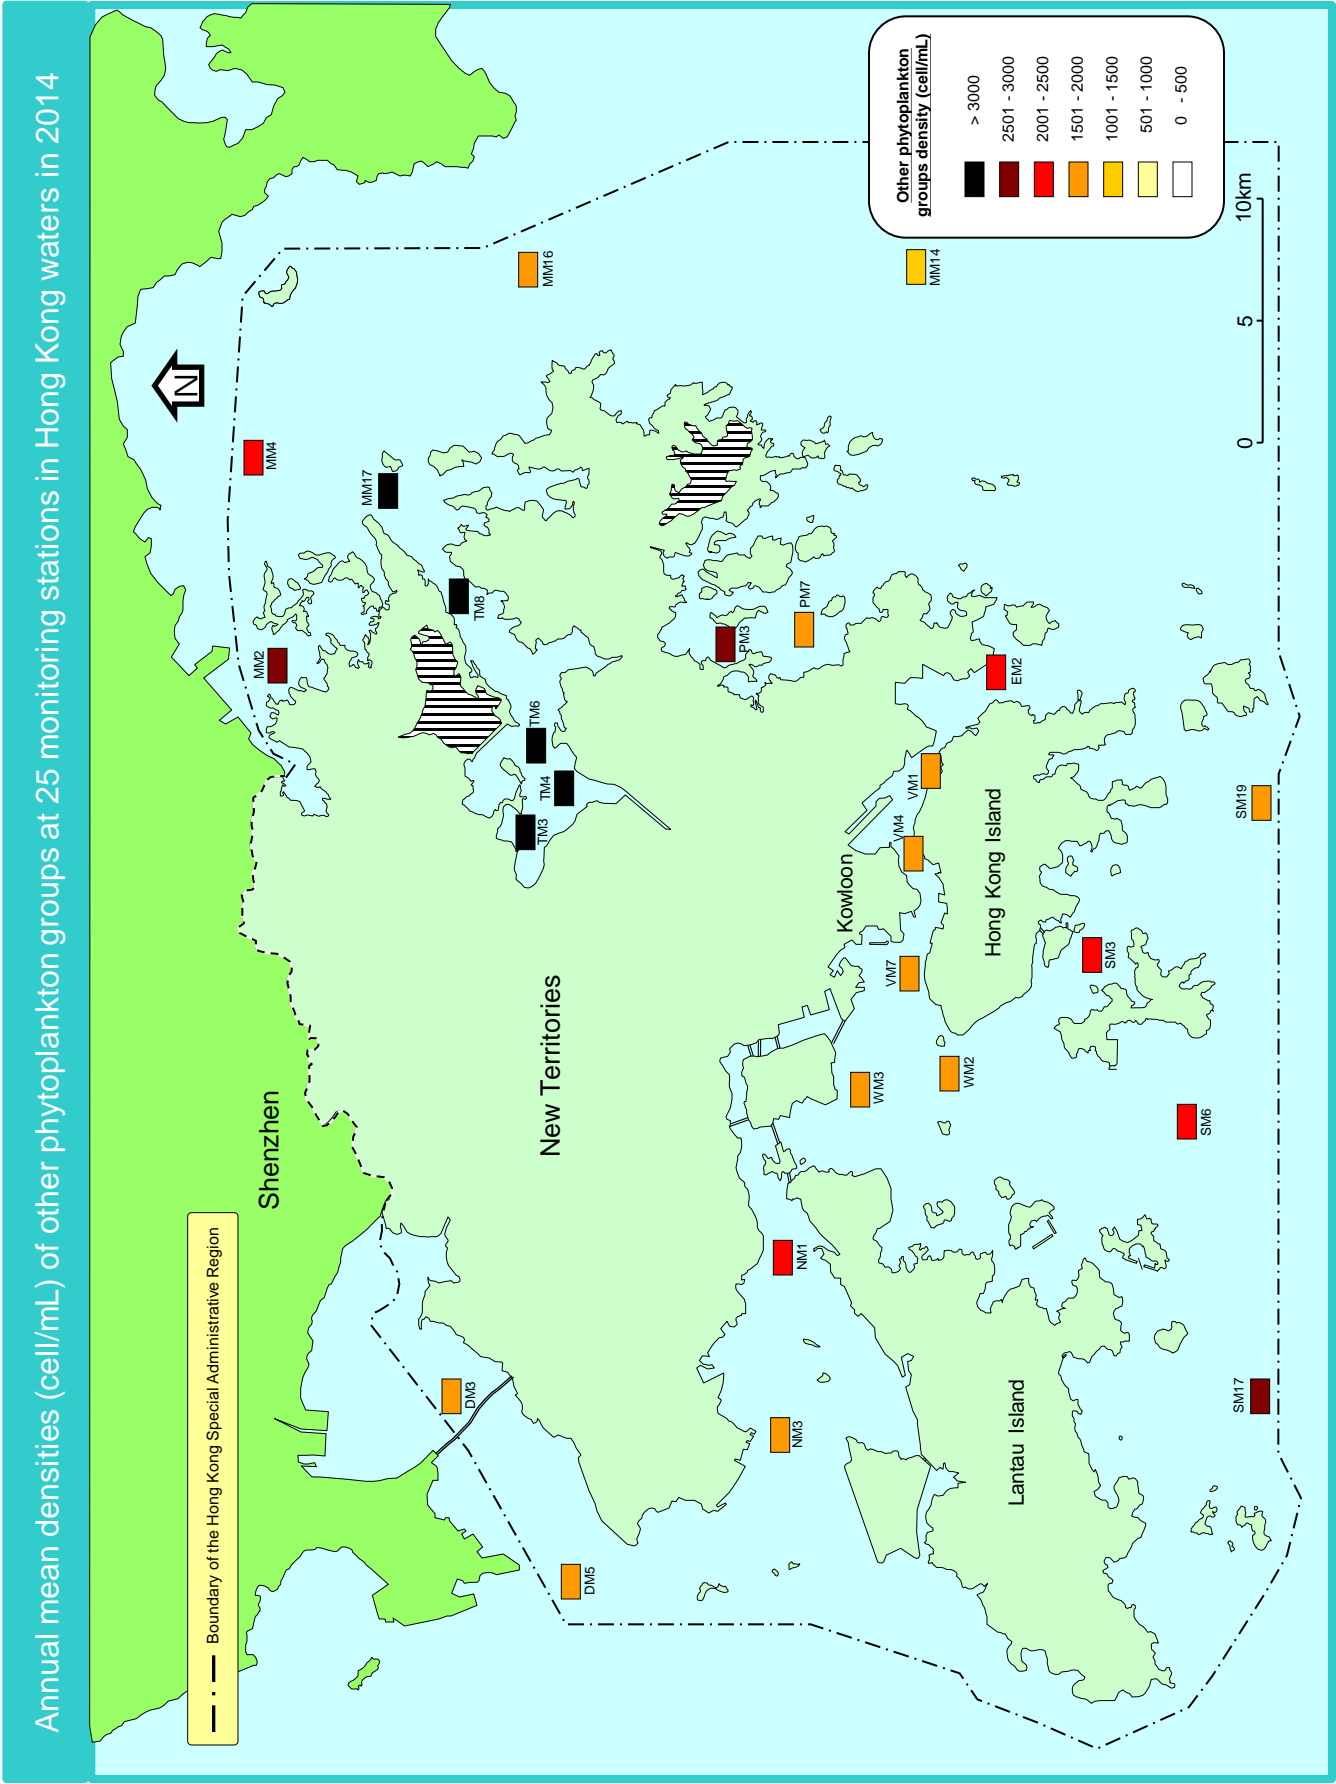 Annual mean densities (cell/mL) of other phytoplankton groups at 25 monitoring stations in Hong Kong waters in 2014
Boundary of the Hong Kong Special Administrative Region
Shenzhen
N
MM4
MM2
MM17
DM3
TM8
TM6
TM4
TM3
MM16
New Territories
DM5
PM3
PM7
NM1
NM3
Kowloon
WM3
VM4
VM1
VM7
MM14
WM2
EM2
Hong Kong Island
Lantau Island
SM3
SM6
SM19
SM17
Other phytoplankton
groups density (cell/mL)
> 3000
2501 - 3000
2001 - 2500
1501 - 2000
1001 - 1500
501 - 1000
0 - 500
0 5 10km